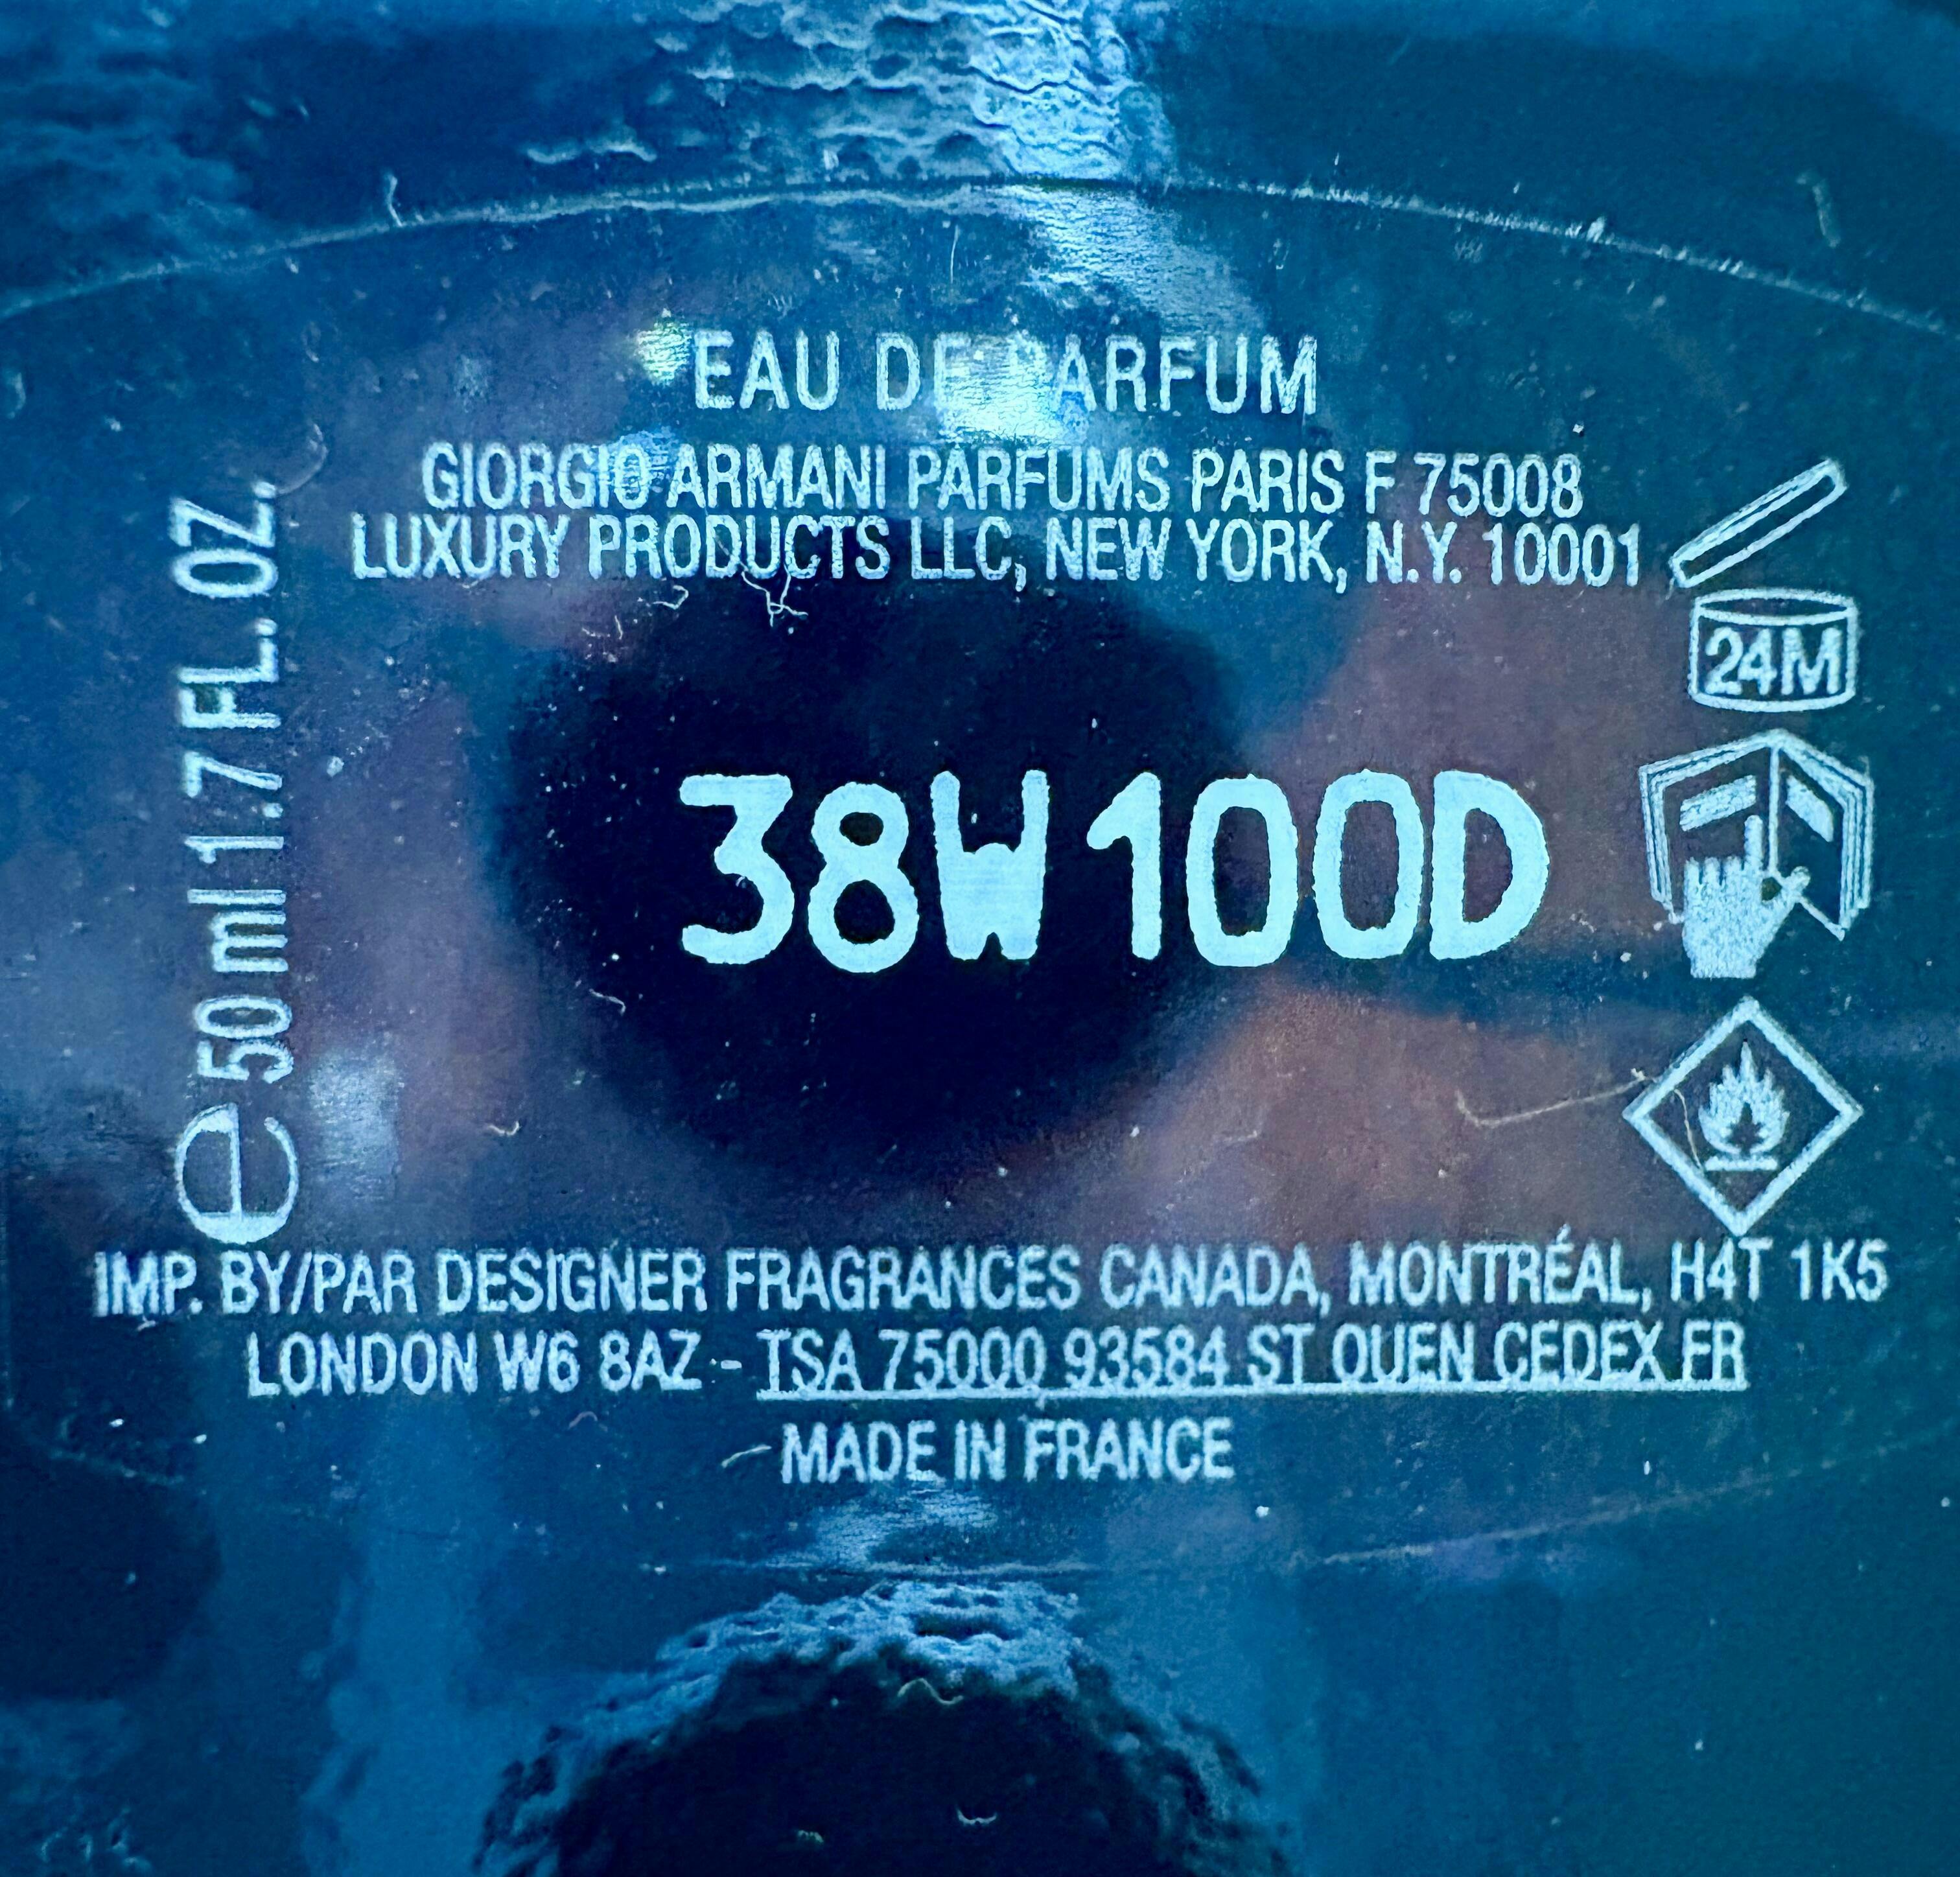 EAU DE PARFUM
GIORGIO ARMANI PARFUMS PARIS F 75008
LUXURY PRODUCTS LLC, NEW YORK, N.Y. 10001
24M
38W100D
e 50 ml 1.7 FL. OZ.
IMP. BY/PAR DESIGNER FRAGRANCES CANADA, MONTRÉAL, H4T 1K5
LONDON W6 8AZ - TSA 75000 93584 ST OUEN CEDEX FR
MADE IN FRANCE